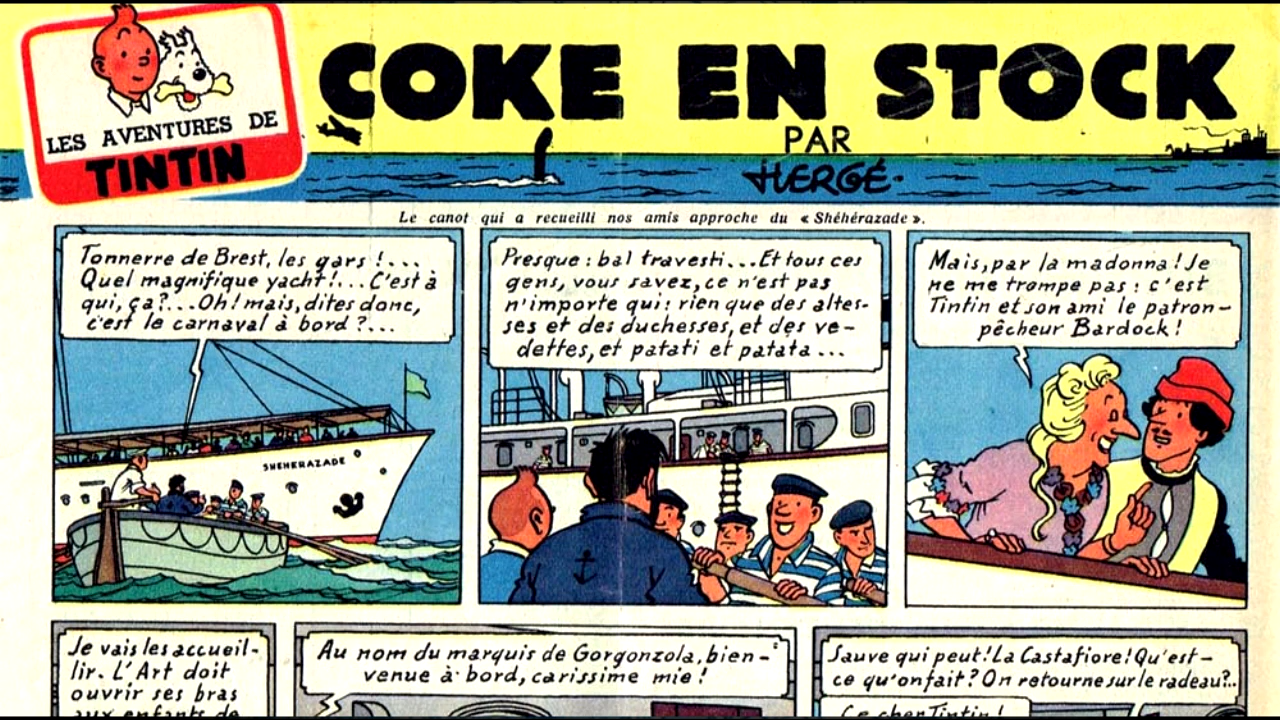 LES AVENTURES DE
TINTIN
COKE EN STOCK
PAR
HERGÉ.
Le canot qui a recueilli nos amis approche du « Shéhérazade ».
Tonnerre de Brest, les gars !...
Quel magnifique yacht!... C'est à
qui, ça?... Oh! mais, dites donc,
c'est le carnaval à bord ?...
SHEHERAZADE
Presque : bal travesti... Et tous ces
gens, vous savez, ce n'est pas
n'importe qui : rien que des altes-
ses et des duchesses, et des ve-
dettes, et patati et patata ...
Mais, par la madonna ! Je
ne me trompe pas : c'est
Tintin et son ami le patron-
pêcheur Bardock !
Je vais les accueil-
lir. L'Art doit
ouvrir ses bras
aux enfants de
Au nom du marquis de Gorgonzola, bien-
venue à bord, carissime mie !
Sauve qui peut ! La Castafiore ! Qu'est-
ce qu'on fait ? On retourne sur le radeau ?..
Ce cher Tintin !